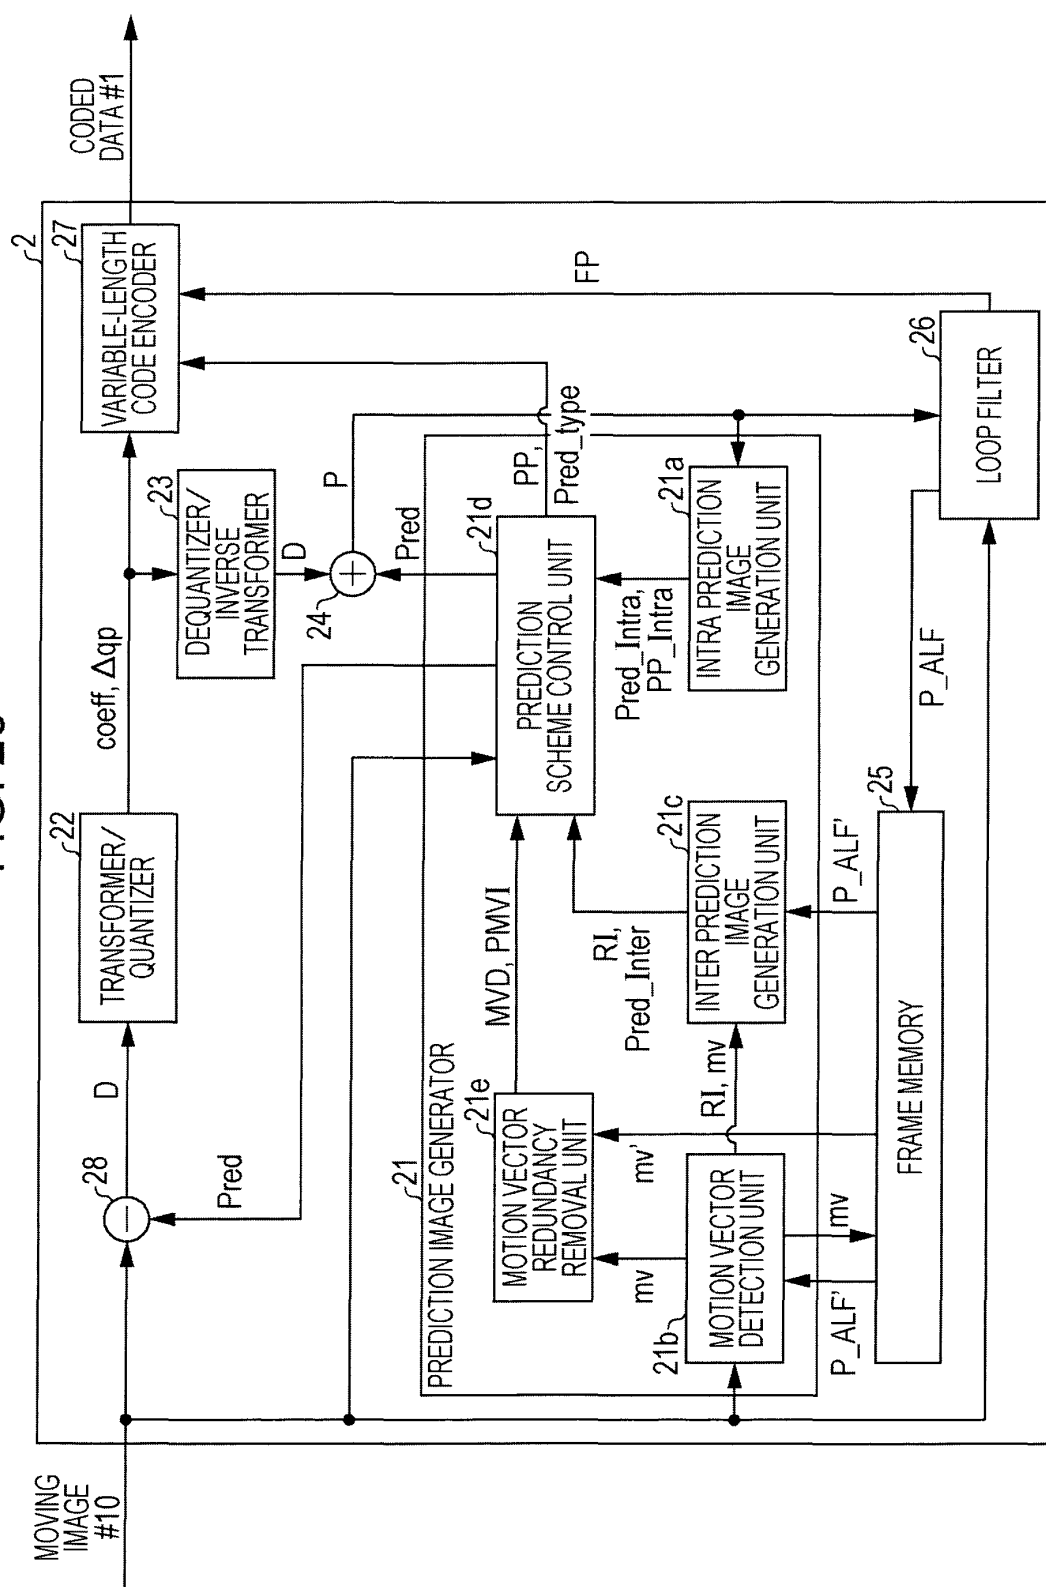 MOVING
IMAGE
#10
2
28
D
22
TRANSFORMER/
QUANTIZER
coeff, Δqp
27
VARIABLE-LENGTH
CODE ENCODER
CODED
DATA #1
Pred
23
DEQUANTIZER/
INVERSE
TRANSFORMER
D
24
P
Pred
FP
21
PREDICTION IMAGE GENERATOR
21e
MOTION VECTOR
REDUNDANCY
REMOVAL UNIT
MVD, PMVI
21d
PREDICTION
SCHEME CONTROL UNIT
PP,
Pred_type
mv
mv'
RI,
Pred_Inter
Pred_Intra,
PP_Intra
21b
MOTION VECTOR
DETECTION UNIT
RI, mv
21c
INTER PREDICTION
IMAGE
GENERATION UNIT
21a
INTRA PREDICTION
IMAGE
GENERATION UNIT
P_ALF'
mv
P_ALF'
25
FRAME MEMORY
P_ALF
26
LOOP FILTER